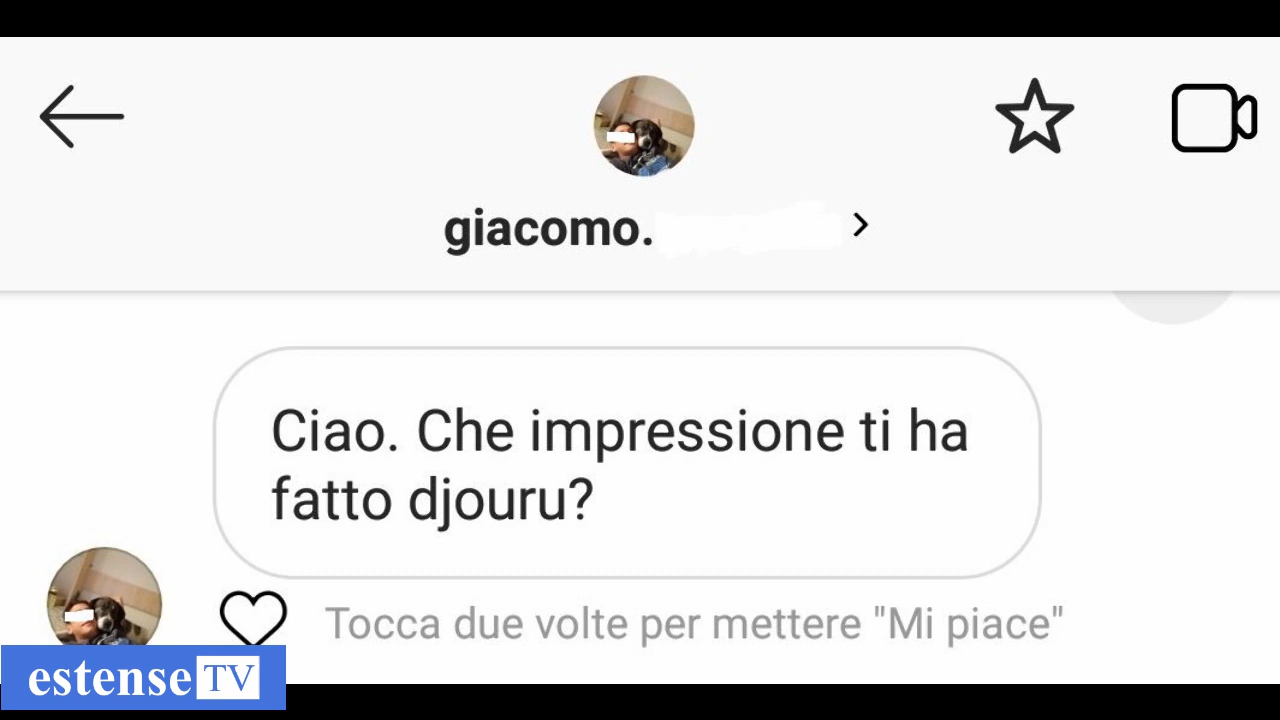 giacomo.
Ciao. Che impressione ti ha
fatto djouru?
Tocca due volte per mettere "Mi piace"
estense TV